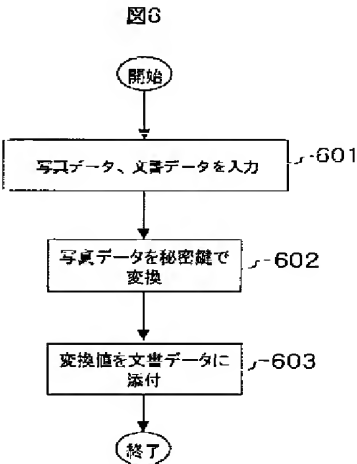 図6
開始
写真データ、文書データを入力
601
写真データを秘密鍵で
変換
602
変換値を文書データに
添付
603
終了